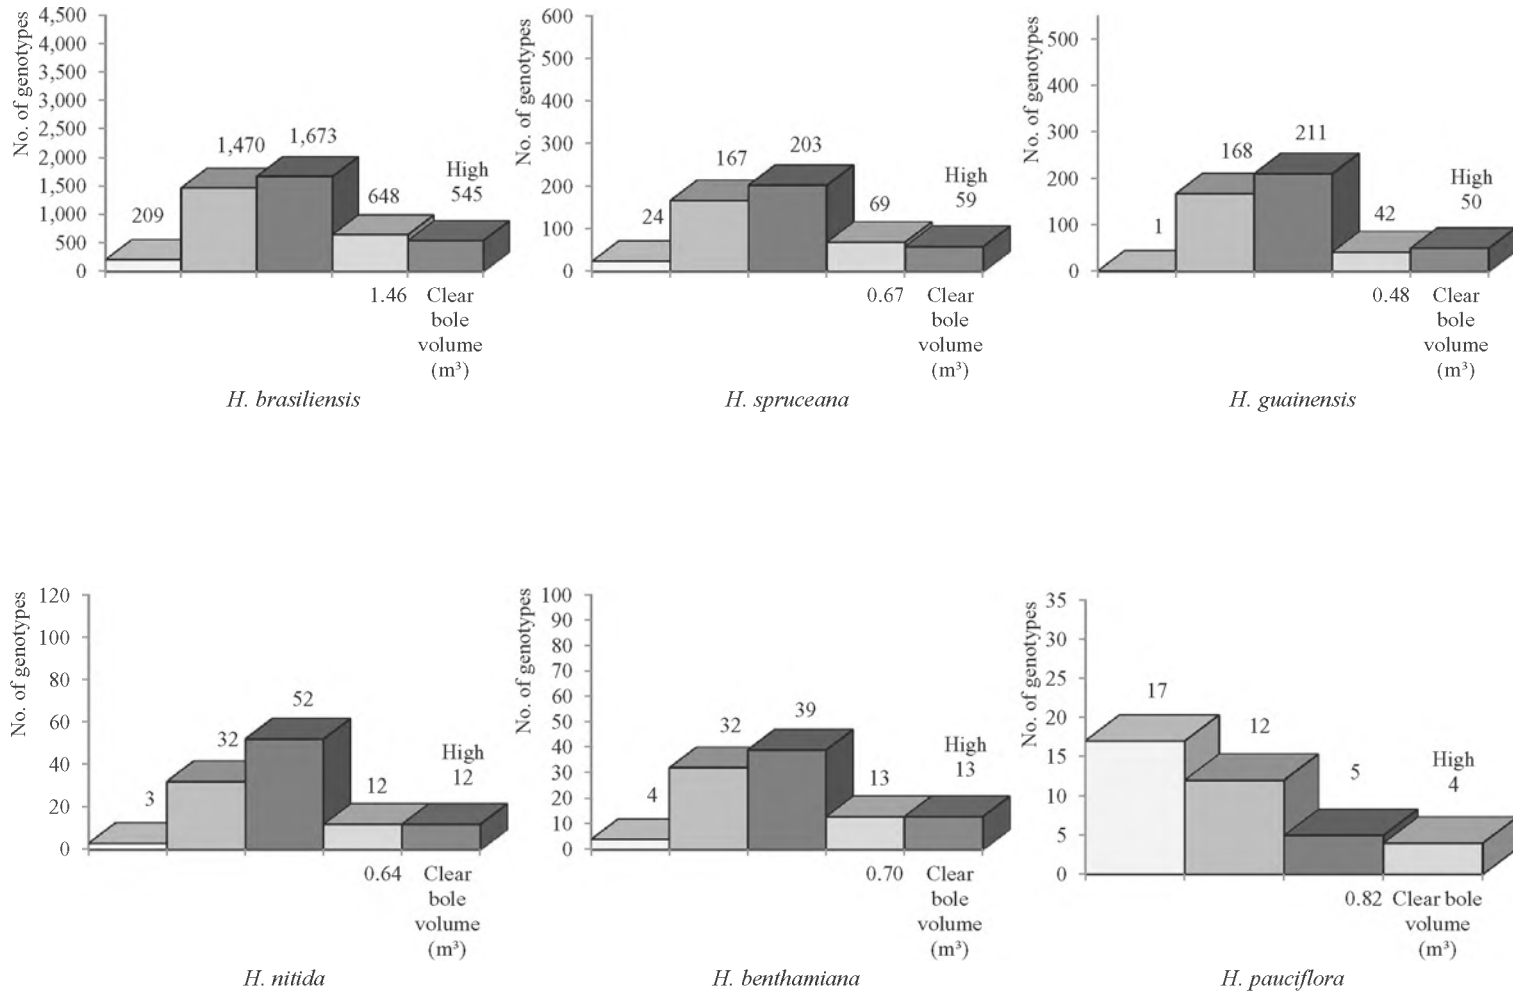 No. of genotypes
4,500
4,000
3,500
3,000
2,500
2,000
1,500
1,000
500
0
209
1,470
1,673
648
High
545
1.46
Clear
bole
volume
(m³)
H. brasiliensis
No. of genotypes
600
500
400
300
200
100
0
24
167
203
69
High
59
0.67
Clear
bole
volume
(m³)
H. spruceana
No. of genotypes
500
400
300
200
100
0
1
168
211
42
High
50
0.48
Clear
bole
volume
(m³)
H. guainensis
No. of genotypes
120
100
80
60
40
20
0
3
32
52
12
High
12
0.64
Clear
bole
volume
(m³)
H. nitida
No. of genotypes
100
90
80
70
60
50
40
30
20
10
0
4
32
39
13
High
13
0.70
Clear
bole
volume
(m³)
H. benthamiana
No. of genotypes
35
30
25
20
15
10
5
0
17
12
5
High
4
0.82 Clear bole
volume
(m³)
H. pauciflora